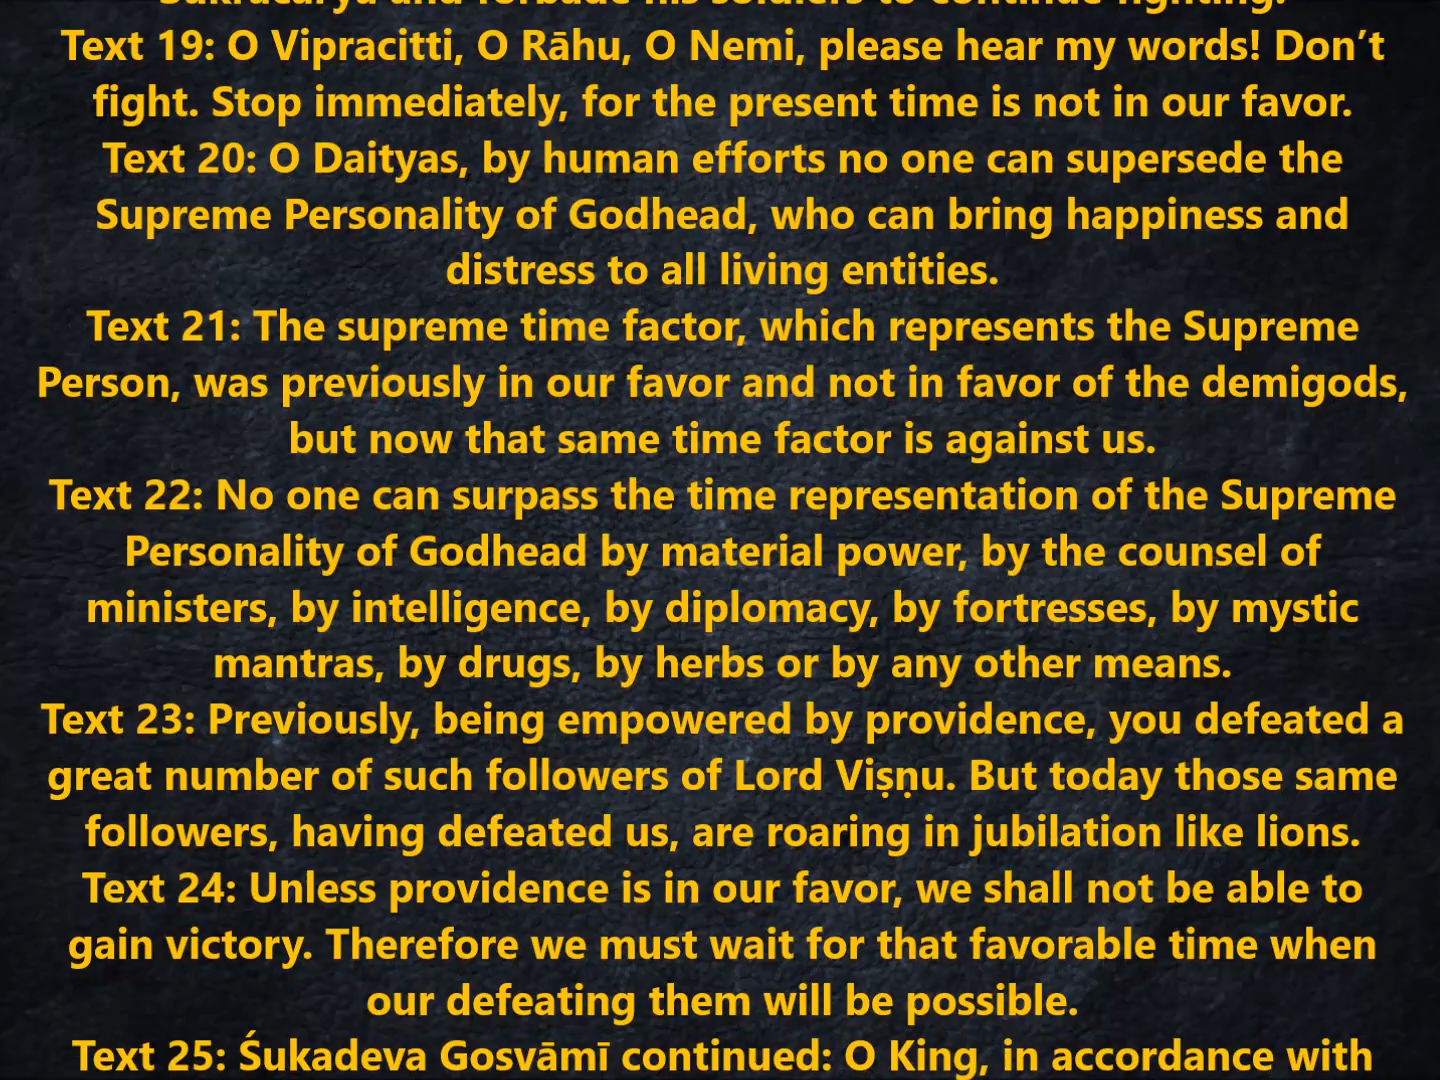 Śukrācārya and forbade his soldiers to continue fighting.
Text 19: O Vipracitti, O Rāhu, O Nemi, please hear my words! Don’t
fight. Stop immediately, for the present time is not in our favor.
Text 20: O Daityas, by human efforts no one can supersede the
Supreme Personality of Godhead, who can bring happiness and
distress to all living entities.
Text 21: The supreme time factor, which represents the Supreme
Person, was previously in our favor and not in favor of the demigods,
but now that same time factor is against us.
Text 22: No one can surpass the time representation of the Supreme
Personality of Godhead by material power, by the counsel of
ministers, by intelligence, by diplomacy, by fortresses, by mystic
mantras, by drugs, by herbs or by any other means.
Text 23: Previously, being empowered by providence, you defeated a
great number of such followers of Lord Viṣṇu. But today those same
followers, having defeated us, are roaring in jubilation like lions.
Text 24: Unless providence is in our favor, we shall not be able to
gain victory. Therefore we must wait for that favorable time when
our defeating them will be possible.
Text 25: Śukadeva Gosvāmī continued: O King, in accordance with